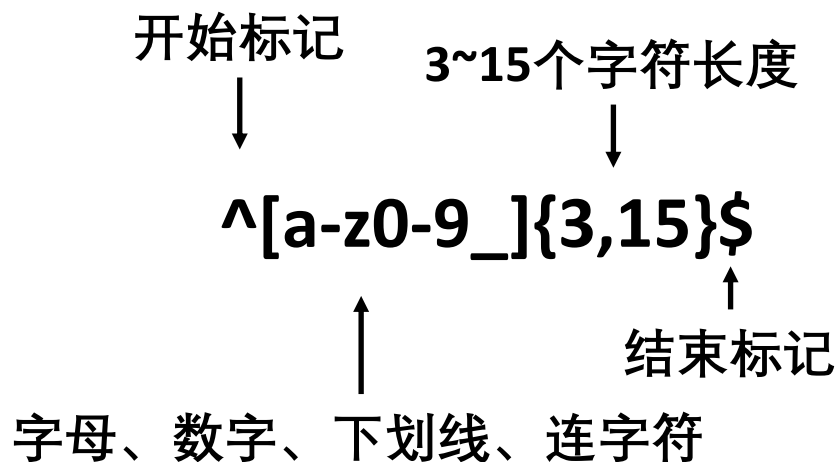 开始标记
3~15个字符长度
^[a-z0-9_]{3,15}$
结束标记
字母、数字、下划线、连字符